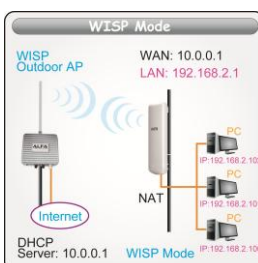 WISP Mode
WISP
Outdoor AP
WAN: 10.0.0.1
LAN: 192.168.2.1
ALFA
PC
IP:192.168.2.10
PC
IP:192.168.2.10
PC
IP:192.168.2.10
NAT
Internet
DHCP
Server: 10.0.0.1
WISP Mode